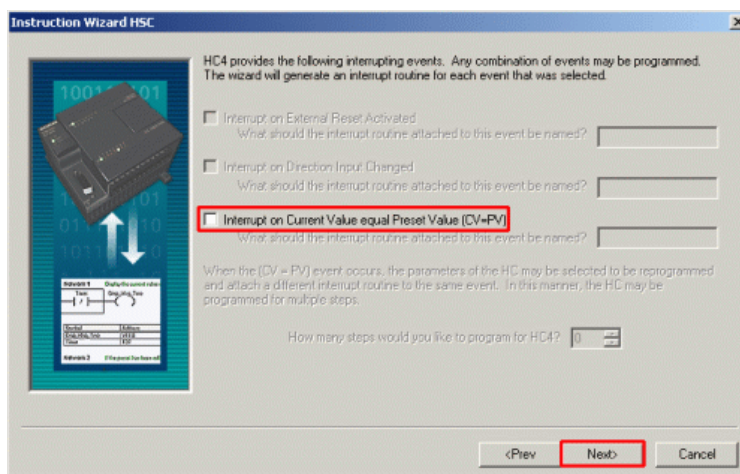 Instruction Wizard HSC
HC4 provides the following interrupting events. Any combination of events may be programmed.
The wizard will generate an interrupt routine for each event that was selected.
Interrupt on External Reset Activated
What should the interrupt routine attached to this event be named?
Interrupt on Direction Input Changed
What should the interrupt routine attached to this event be named?
Interrupt on Current Value equal Preset Value (CV=PV)
What should the interrupt routine attached to this event be named?
When the (CV = PV) event occurs, the parameters of the HC may be selected to be reprogrammed
and attach a different interrupt routine to the same event. In this manner, the HC may be
programmed for multiple steps.
How many steps would you like to program for HC4? 0
Network 1
Symbol Address
Network 2
<Prev Next> Cancel